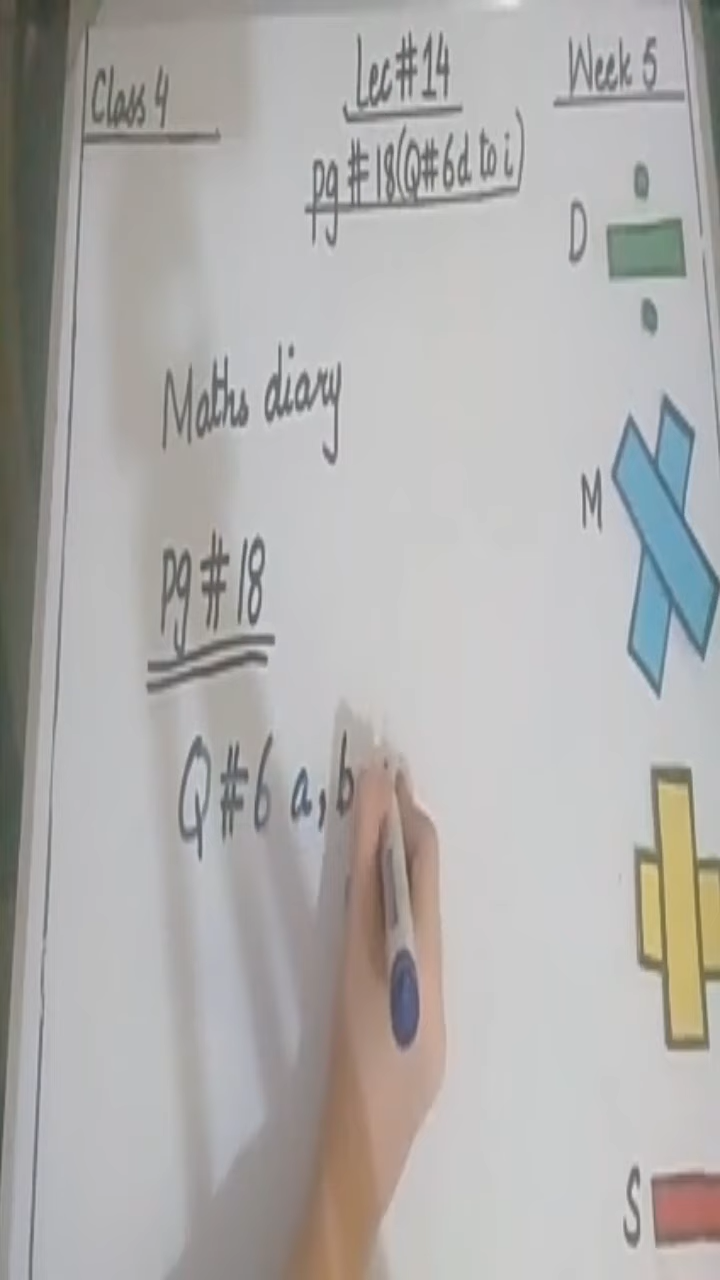 Class 4
Lec # 14
Week 5
Pg # 18 (Q# 6d to i)
D
Maths diary
M
Pg # 18
Q # 6 a, b
S